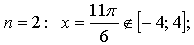 n = 2: x = 11π/6 ∉ [-4; 4];